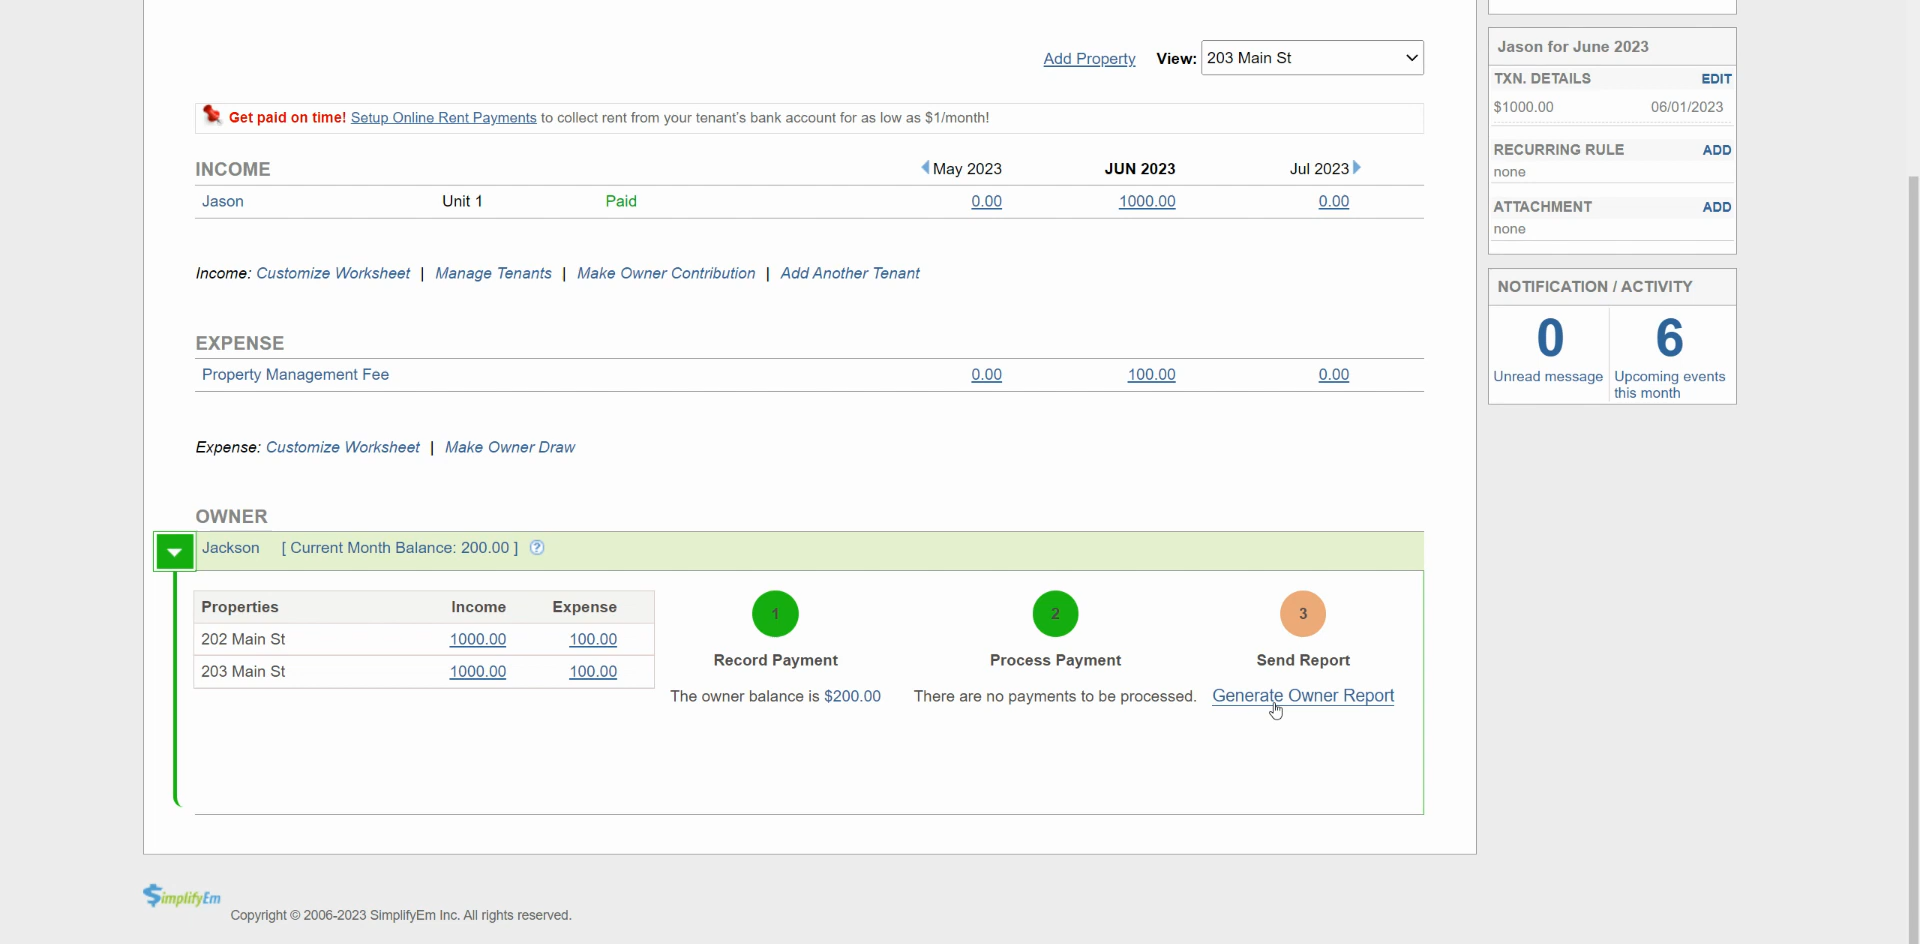 Add Property View: 203 Main St
Get paid on time! Setup Online Rent Payments to collect rent from your tenant's bank account for as low as $1/month!
INCOME May 2023 JUN 2023 Jul 2023
Jason Unit 1 Paid 0.00 1000.00 0.00
Income: Customize Worksheet | Manage Tenants | Make Owner Contribution | Add Another Tenant
EXPENSE
Property Management Fee 0.00 100.00 0.00
Expense: Customize Worksheet | Make Owner Draw
OWNER
Jackson [ Current Month Balance: 200.00 ] ?
Properties Income Expense
202 Main St 1000.00 100.00
203 Main St 1000.00 100.00
1
Record Payment
The owner balance is $200.00
2
Process Payment
There are no payments to be processed.
3
Send Report
Generate Owner Report
Jason for June 2023
TXN. DETAILS EDIT
$1000.00 06/01/2023
RECURRING RULE ADD
none
ATTACHMENT ADD
none
NOTIFICATION / ACTIVITY
0
Unread message
6
Upcoming events
this month
SimplifyEm
Copyright © 2006-2023 SimplifyEm Inc. All rights reserved.